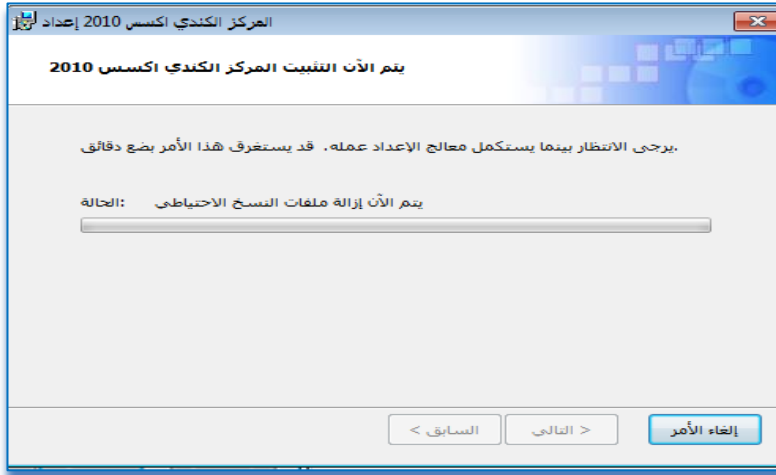 المركز الكندي اكسس 2010 إعداد
يتم الآن التثبيت المركز الكندي اكسس 2010
يرجى الانتظار بينما يستكمل معالج الإعداد عمله. قد يستغرق هذا الأمر بضع دقائق.
الحالة: يتم الآن إزالة ملفات النسخ الاحتياطي
السابق > التالي < إلغاء الأمر